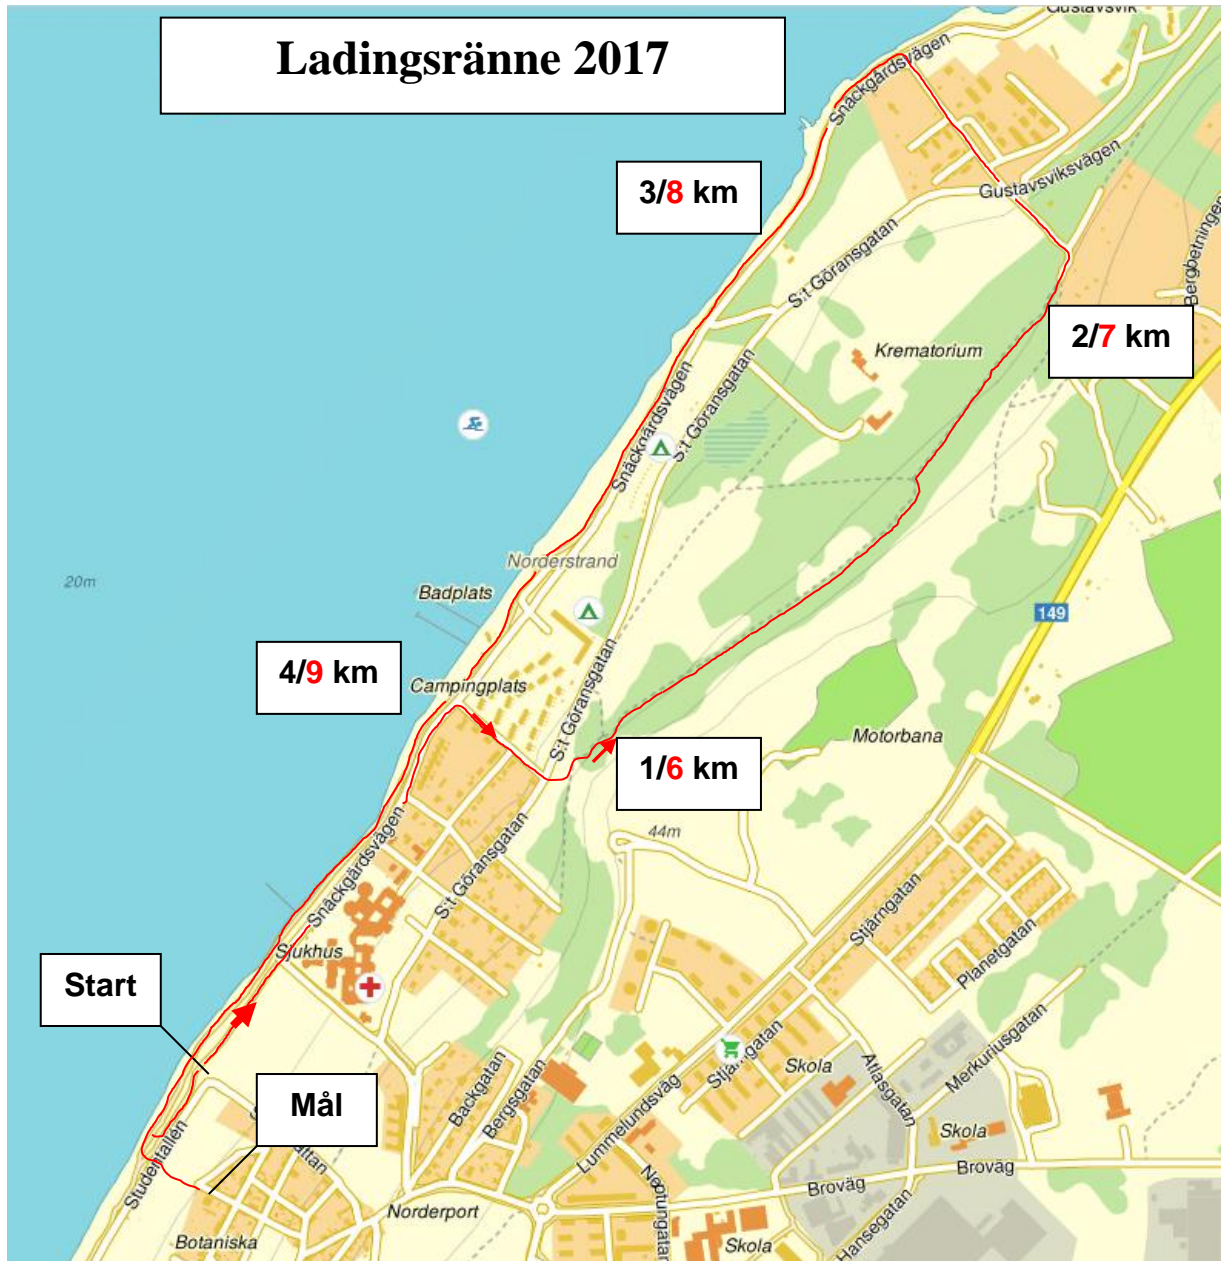 Ladingsränne 2017
Gustavsvik
Snäckgärdsvägen
3/8 km
Gustavsviksvägen
S:t Göransgatan
Bergbetningen
2/7 km
Krematorium
S:t Göransgatan
Snäckgärdsvägen
Norderstrand
20m
Badplats
149
4/9 km
Campingplats
S:t Göransgatan
Motorbana
1/6 km
44m
Snäckgärdsvägen
S:t Göransgatan
Stjärngatan
Sjukhus
Planetgatan
Start
Stjärngatan
Skola
Merkuriusgatan
Atlasgatan
Backgatan
Bergsgatan
Mål
Lummelundsväg
Skola
Studentallén
Broväg
Broväg
Neptungatan
Hansegatan
Norderport
Botaniska
Skola